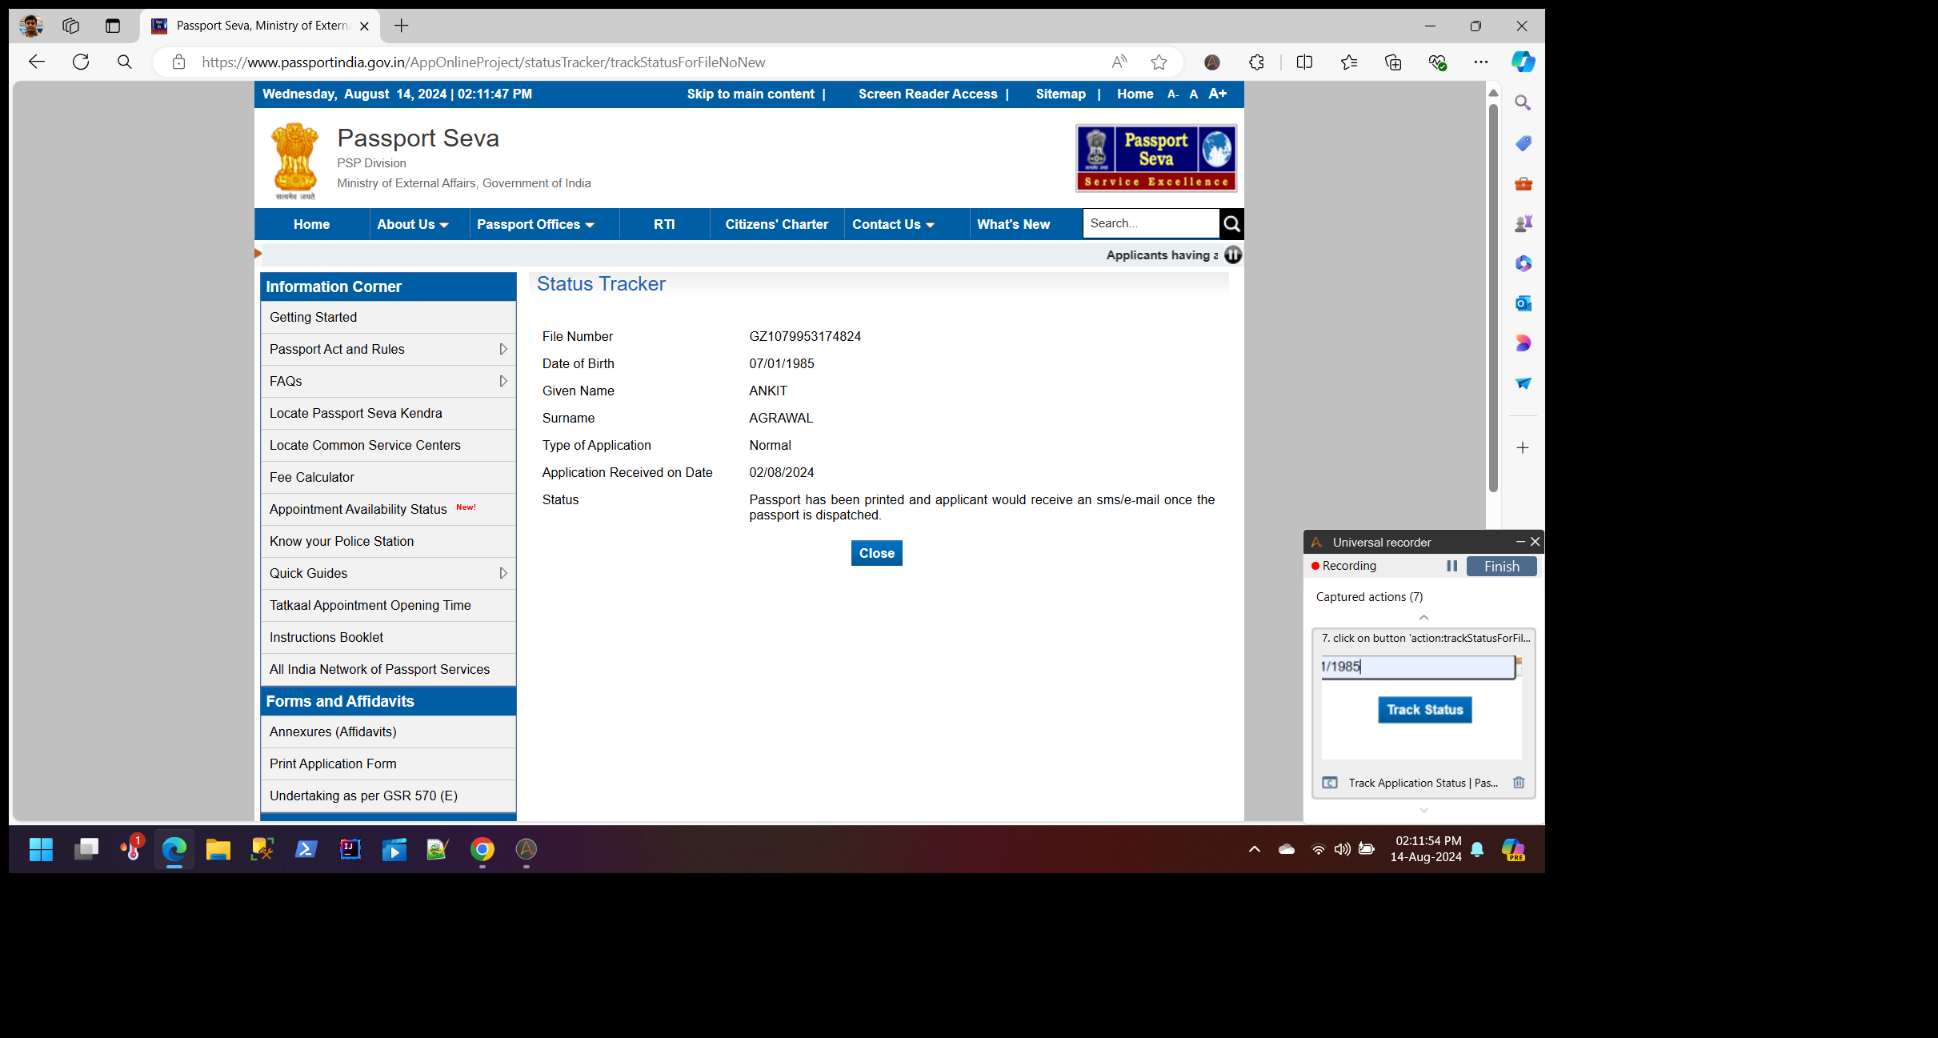 Passport Seva, Ministry of Extern
https://www.passportindia.gov.in/AppOnlineProject/statusTracker/trackStatusForFileNoNew
Wednesday, August 14, 2024 | 02:11:47 PM
Skip to main content |
Screen Reader Access |
Sitemap |
Home
A-
A
A+
Passport Seva
PSP Division
Ministry of External Affairs, Government of India
सत्यमेव जयते
Passport
Seva
Service Excellence
Home
About Us
Passport Offices
RTI
Citizens' Charter
Contact Us
What's New
Search...
Applicants having a
Information Corner
Getting Started
Passport Act and Rules
FAQs
Locate Passport Seva Kendra
Locate Common Service Centers
Fee Calculator
Appointment Availability Status New!
Know your Police Station
Quick Guides
Tatkaal Appointment Opening Time
Instructions Booklet
All India Network of Passport Services
Forms and Affidavits
Annexures (Affidavits)
Print Application Form
Undertaking as per GSR 570 (E)
Status Tracker
File Number GZ1079953174824
Date of Birth 07/01/1985
Given Name ANKIT
Surname AGRAWAL
Type of Application Normal
Application Received on Date 02/08/2024
Status Passport has been printed and applicant would receive an sms/e-mail once the
passport is dispatched.
Close
Universal recorder
Recording
Finish
Captured actions (7)
7. click on button 'action:trackStatusForFil...
1/1985
Track Status
Track Application Status | Pas...
1
02:11:54 PM
14-Aug-2024
PRE